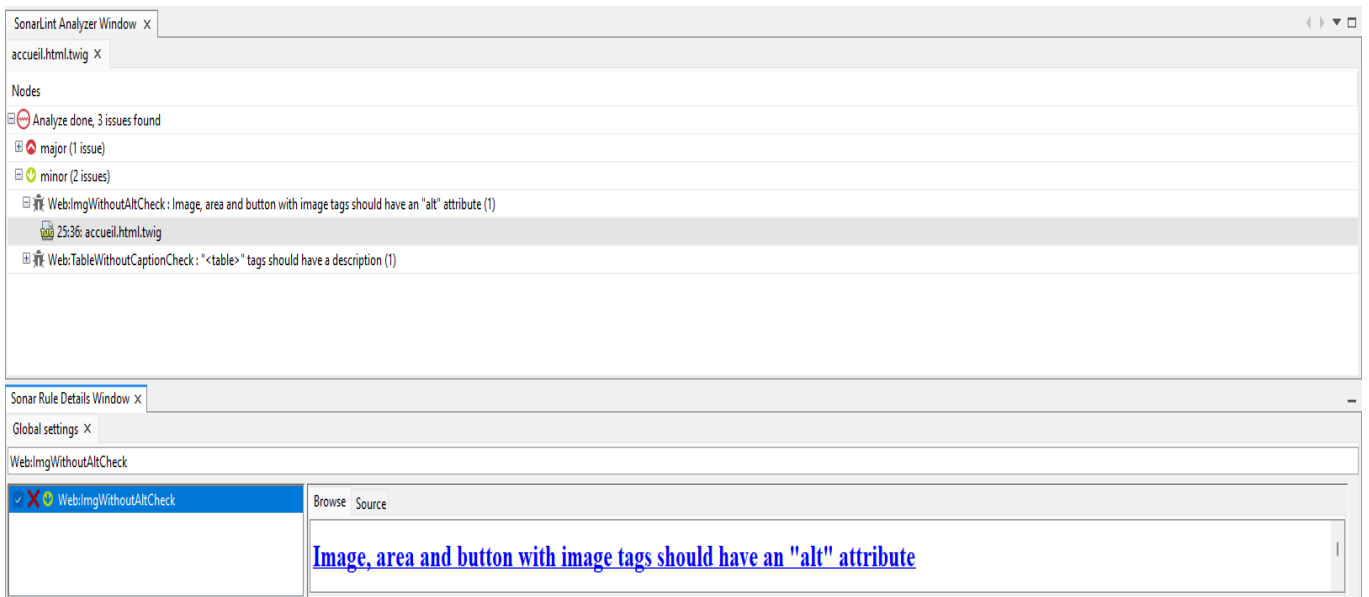 SonarLint Analyzer Window X
accueil.html.twig X
Nodes
Analyze done, 3 issues found
major (1 issue)
minor (2 issues)
Web:ImgWithoutAltCheck : Image, area and button with image tags should have an "alt" attribute (1)
25:36: accueil.html.twig
Web:TableWithoutCaptionCheck : "<table>" tags should have a description (1)
Sonar Rule Details Window X
Global settings X
Web:ImgWithoutAltCheck
Web:ImgWithoutAltCheck
Browse Source
Image, area and button with image tags should have an "alt" attribute